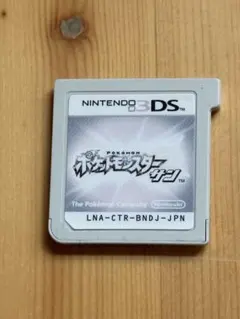 NINTENDO 3DS
POKÉMON
ポケットモンスター
サン TM
The Pokémon Company Nintendo
LNA-CTR-BNDJ-JPN